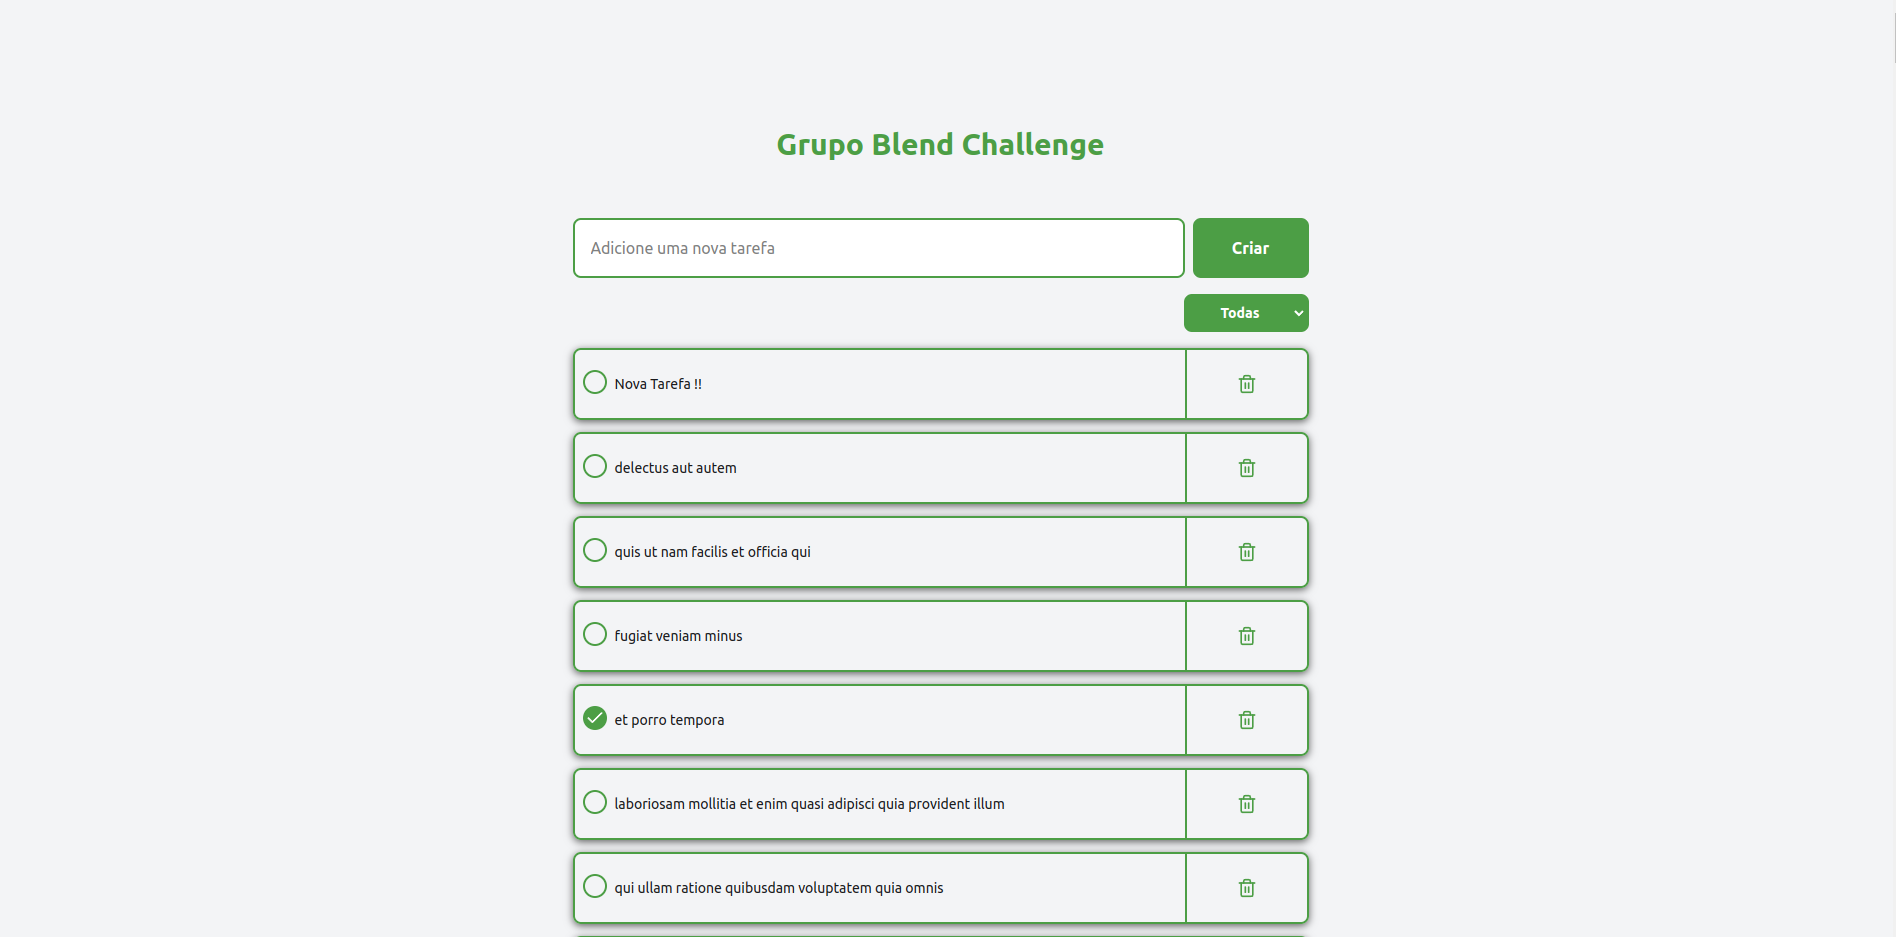 Grupo Blend Challenge
Adicione uma nova tarefa
Criar
Todas
Nova Tarefa !!
delectus aut autem
quis ut nam facilis et officia qui
fugiat veniam minus
et porro tempora
laboriosam mollitia et enim quasi adipisci quia provident illum
qui ullam ratione quibusdam voluptatem quia omnis